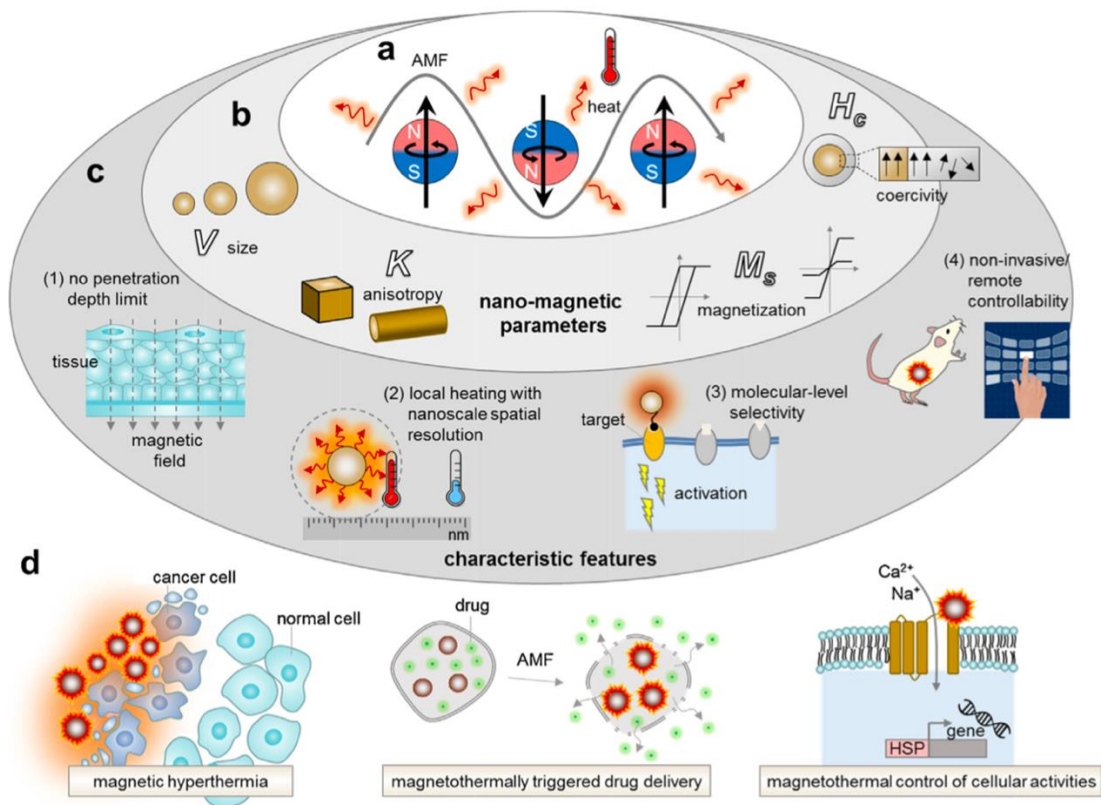 a
AMF
heat
N
S
S
N
N
S
b
V size
K
anisotropy
nano-magnetic
parameters
Ms
magnetization
Hc
coercivity
c
(1) no penetration
depth limit
tissue
magnetic
field
(2) local heating with
nanoscale spatial
resolution
nm
(3) molecular-level
selectivity
target
activation
(4) non-invasive/
remote
controllability
characteristic features
d
cancer cell
normal cell
magnetic hyperthermia
drug
AMF
magnetothermally triggered drug delivery
Ca²⁺
Na⁺
gene
HSP
magnetothermal control of cellular activities